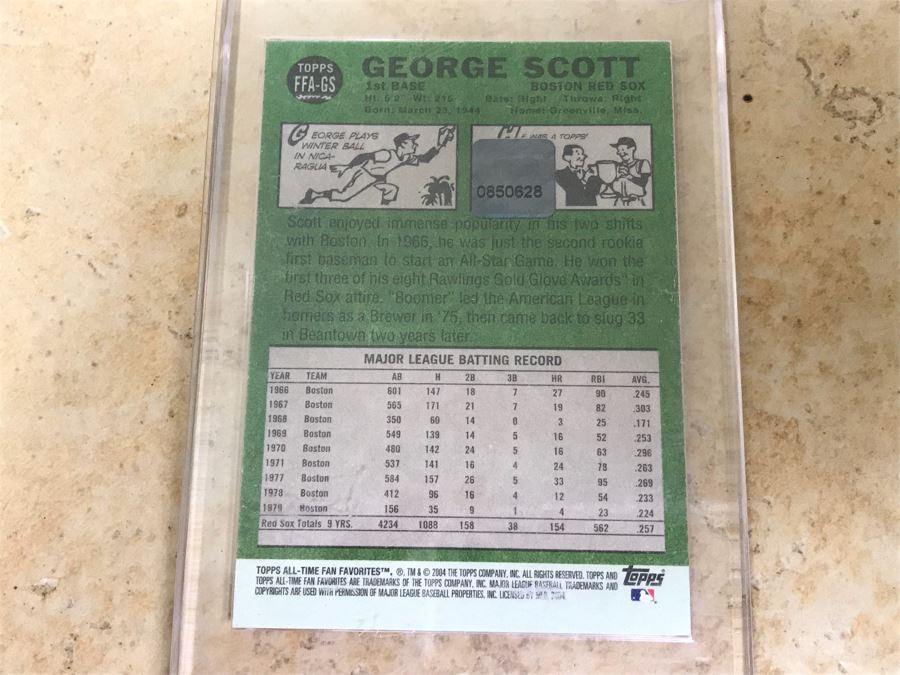 TOPPS
FFA-GS
GEORGE SCOTT
1st BASE BOSTON RED SOX
Ht: 6'2 Wt: 215 Bats: Right Throws: Right
Born: March 23, 1944 Home: Greenville, Miss.
GEORGE PLAYS
WINTER BALL
IN NICA-
RAGUA
HE WAS A TOPPS'
0850628
Scott enjoyed immense popularity in his two shifts
with Boston. In 1966, he was just the second rookie
first baseman to start an All-Star Game. He won the
first three of his eight Rawlings Gold Glove Awards® in
Red Sox attire. "Boomer" led the American League in
homers as a Brewer in '75, then came back to slug 33
in Beantown two years later.
MAJOR LEAGUE BATTING RECORD
YEAR TEAM AB H 2B 3B HR RBI AVG.
1966 Boston 601 147 18 7 27 90 .245
1967 Boston 565 171 21 7 19 82 .303
1968 Boston 350 60 14 0 3 25 .171
1969 Boston 549 139 14 5 16 52 .253
1970 Boston 480 142 24 5 16 63 .296
1971 Boston 537 141 16 4 24 78 .263
1977 Boston 584 157 26 5 33 95 .269
1978 Boston 412 96 16 4 12 54 .233
1979 Boston 156 35 9 1 4 23 .224
Red Sox Totals 9 YRS. 4234 1088 158 38 154 562 .257
TOPPS ALL-TIME FAN FAVORITES™. ®, TM & © 2004 THE TOPPS COMPANY, INC. ALL RIGHTS RESERVED. TOPPS AND
TOPPS ALL-TIME FAN FAVORITES ARE TRADEMARKS OF THE TOPPS COMPANY, INC. MAJOR LEAGUE BASEBALL TRADEMARKS AND
COPYRIGHTS ARE USED WITH PERMISSION OF MAJOR LEAGUE BASEBALL PROPERTIES, INC. LICENSED BY MLB 2004
Topps